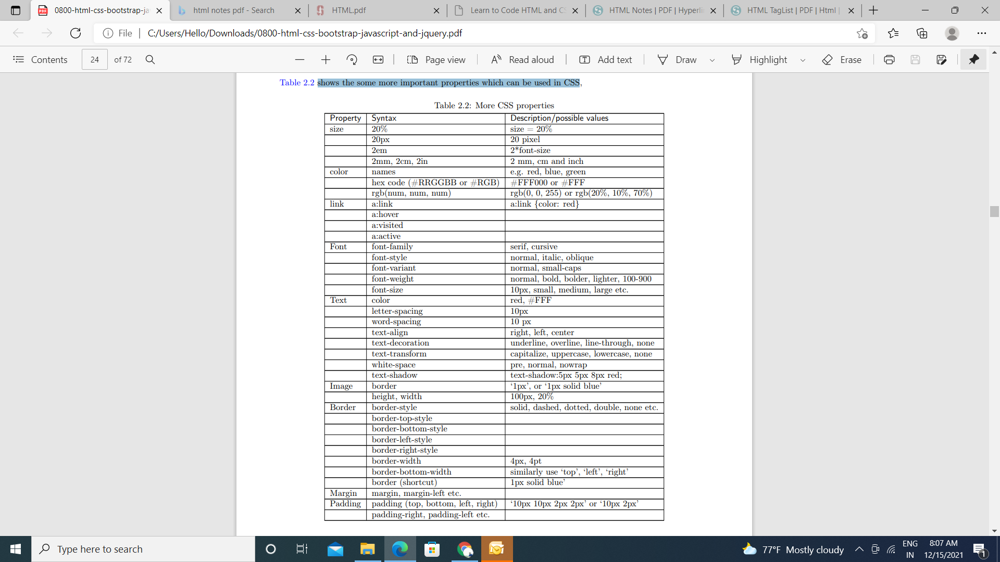 0800-html-css-bootstrap-ja
html notes pdf - Search
HTML.pdf
Learn to Code HTML and CS
HTML Notes | PDF | Hyperli
HTML TagList | PDF | Html |
File
C:/Users/Hello/Downloads/0800-html-css-bootstrap-javascript-and-jquery.pdf
Contents 24 of 72 Page view Read aloud Add text Draw Highlight Erase
Table 2.2 shows the some more important properties which can be used in CSS,
Table 2.2: More CSS properties
Property Syntax Description/possible values
size 20% size = 20%
20px 20 pixel
2em 2*font-size
2mm, 2cm, 2in 2 mm, cm and inch
color names e.g. red, blue, green
hex code (#RRGGBB or #RGB) #FFF000 or #FFF
rgb(num, num, num) rgb(0, 0, 255) or rgb(20%, 10%, 70%)
link a:link a:link {color: red}
a:hover
a:visited
a:active
Font font-family serif, cursive
font-style normal, italic, oblique
font-variant normal, small-caps
font-weight normal, bold, bolder, lighter, 100-900
font-size 10px, small, medium, large etc.
Text color red, #FFF
letter-spacing 10px
word-spacing 10 px
text-align right, left, center
text-decoration underline, overline, line-through, none
text-transform capitalize, uppercase, lowercase, none
white-space pre, normal, nowrap
text-shadow text-shadow:5px 5px 8px red;
Image border ‘1px’, or ‘1px solid blue’
height, width 100px, 20%
Border border-style solid, dashed, dotted, double, none etc.
border-top-style
border-bottom-style
border-left-style
border-right-style
border-width 4px, 4pt
border-bottom-width similarly use ‘top’, ‘left’, ‘right’
border (shortcut) 1px solid blue’
Margin margin, margin-left etc.
Padding padding (top, bottom, left, right) ‘10px 10px 2px 2px’ or ‘10px 2px’
padding-right, padding-left etc.
Type here to search
77°F Mostly cloudy
ENG
IN
8:07 AM
12/15/2021
1